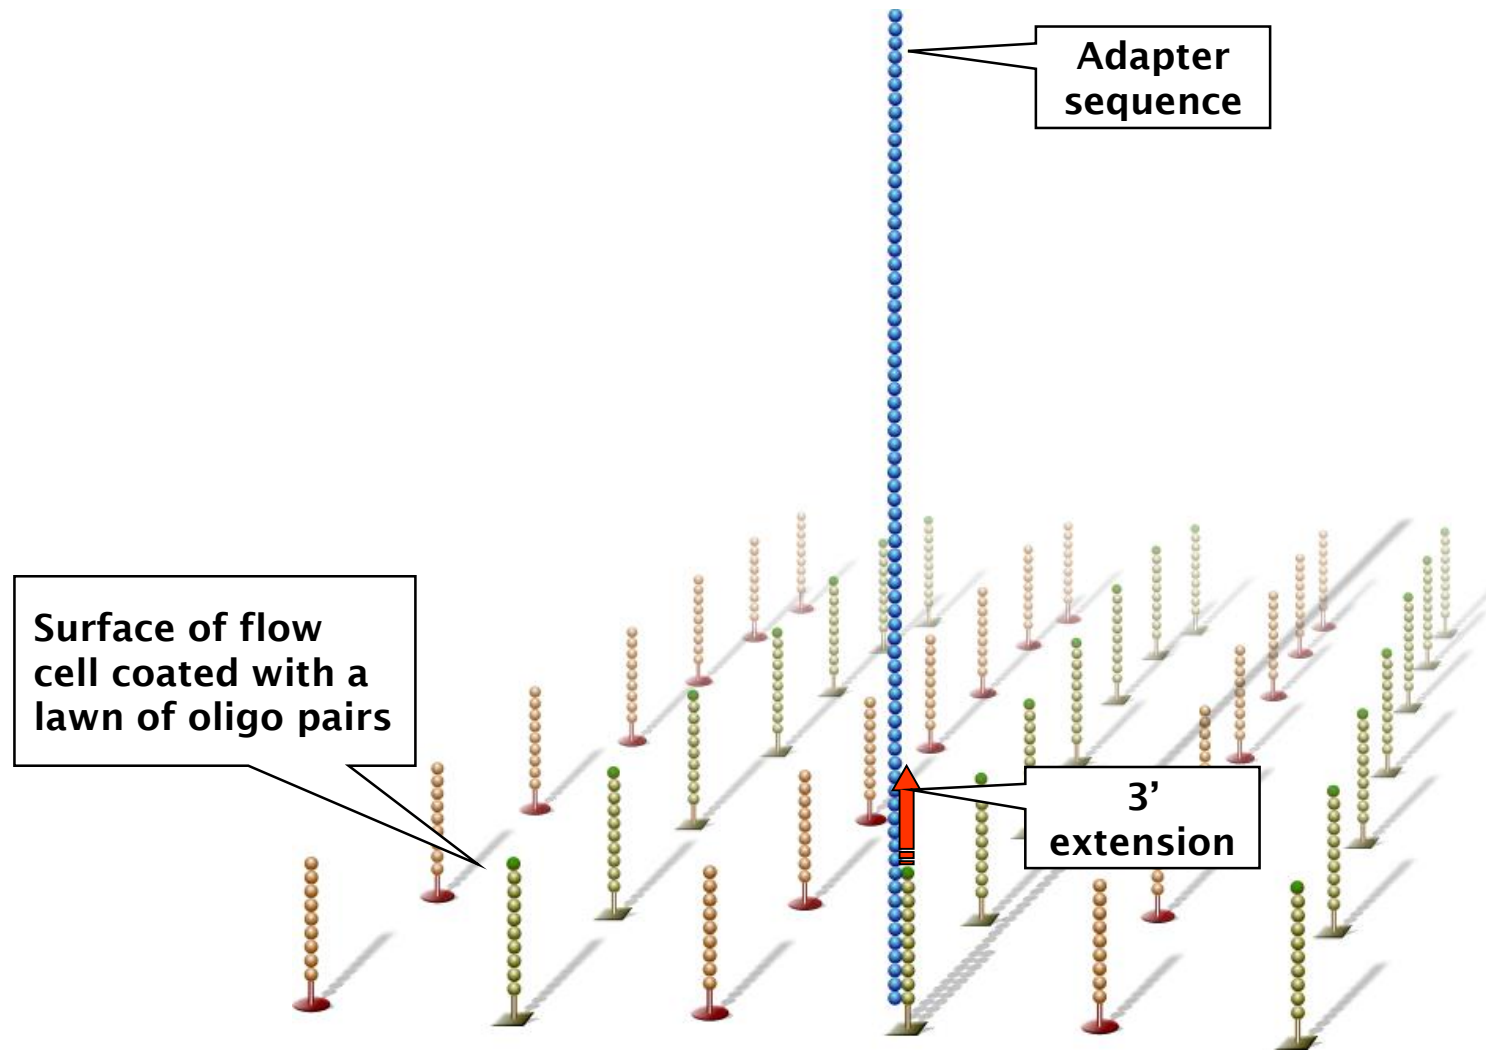 Adapter
sequence
Surface of flow
cell coated with a
lawn of oligo pairs
3’
extension